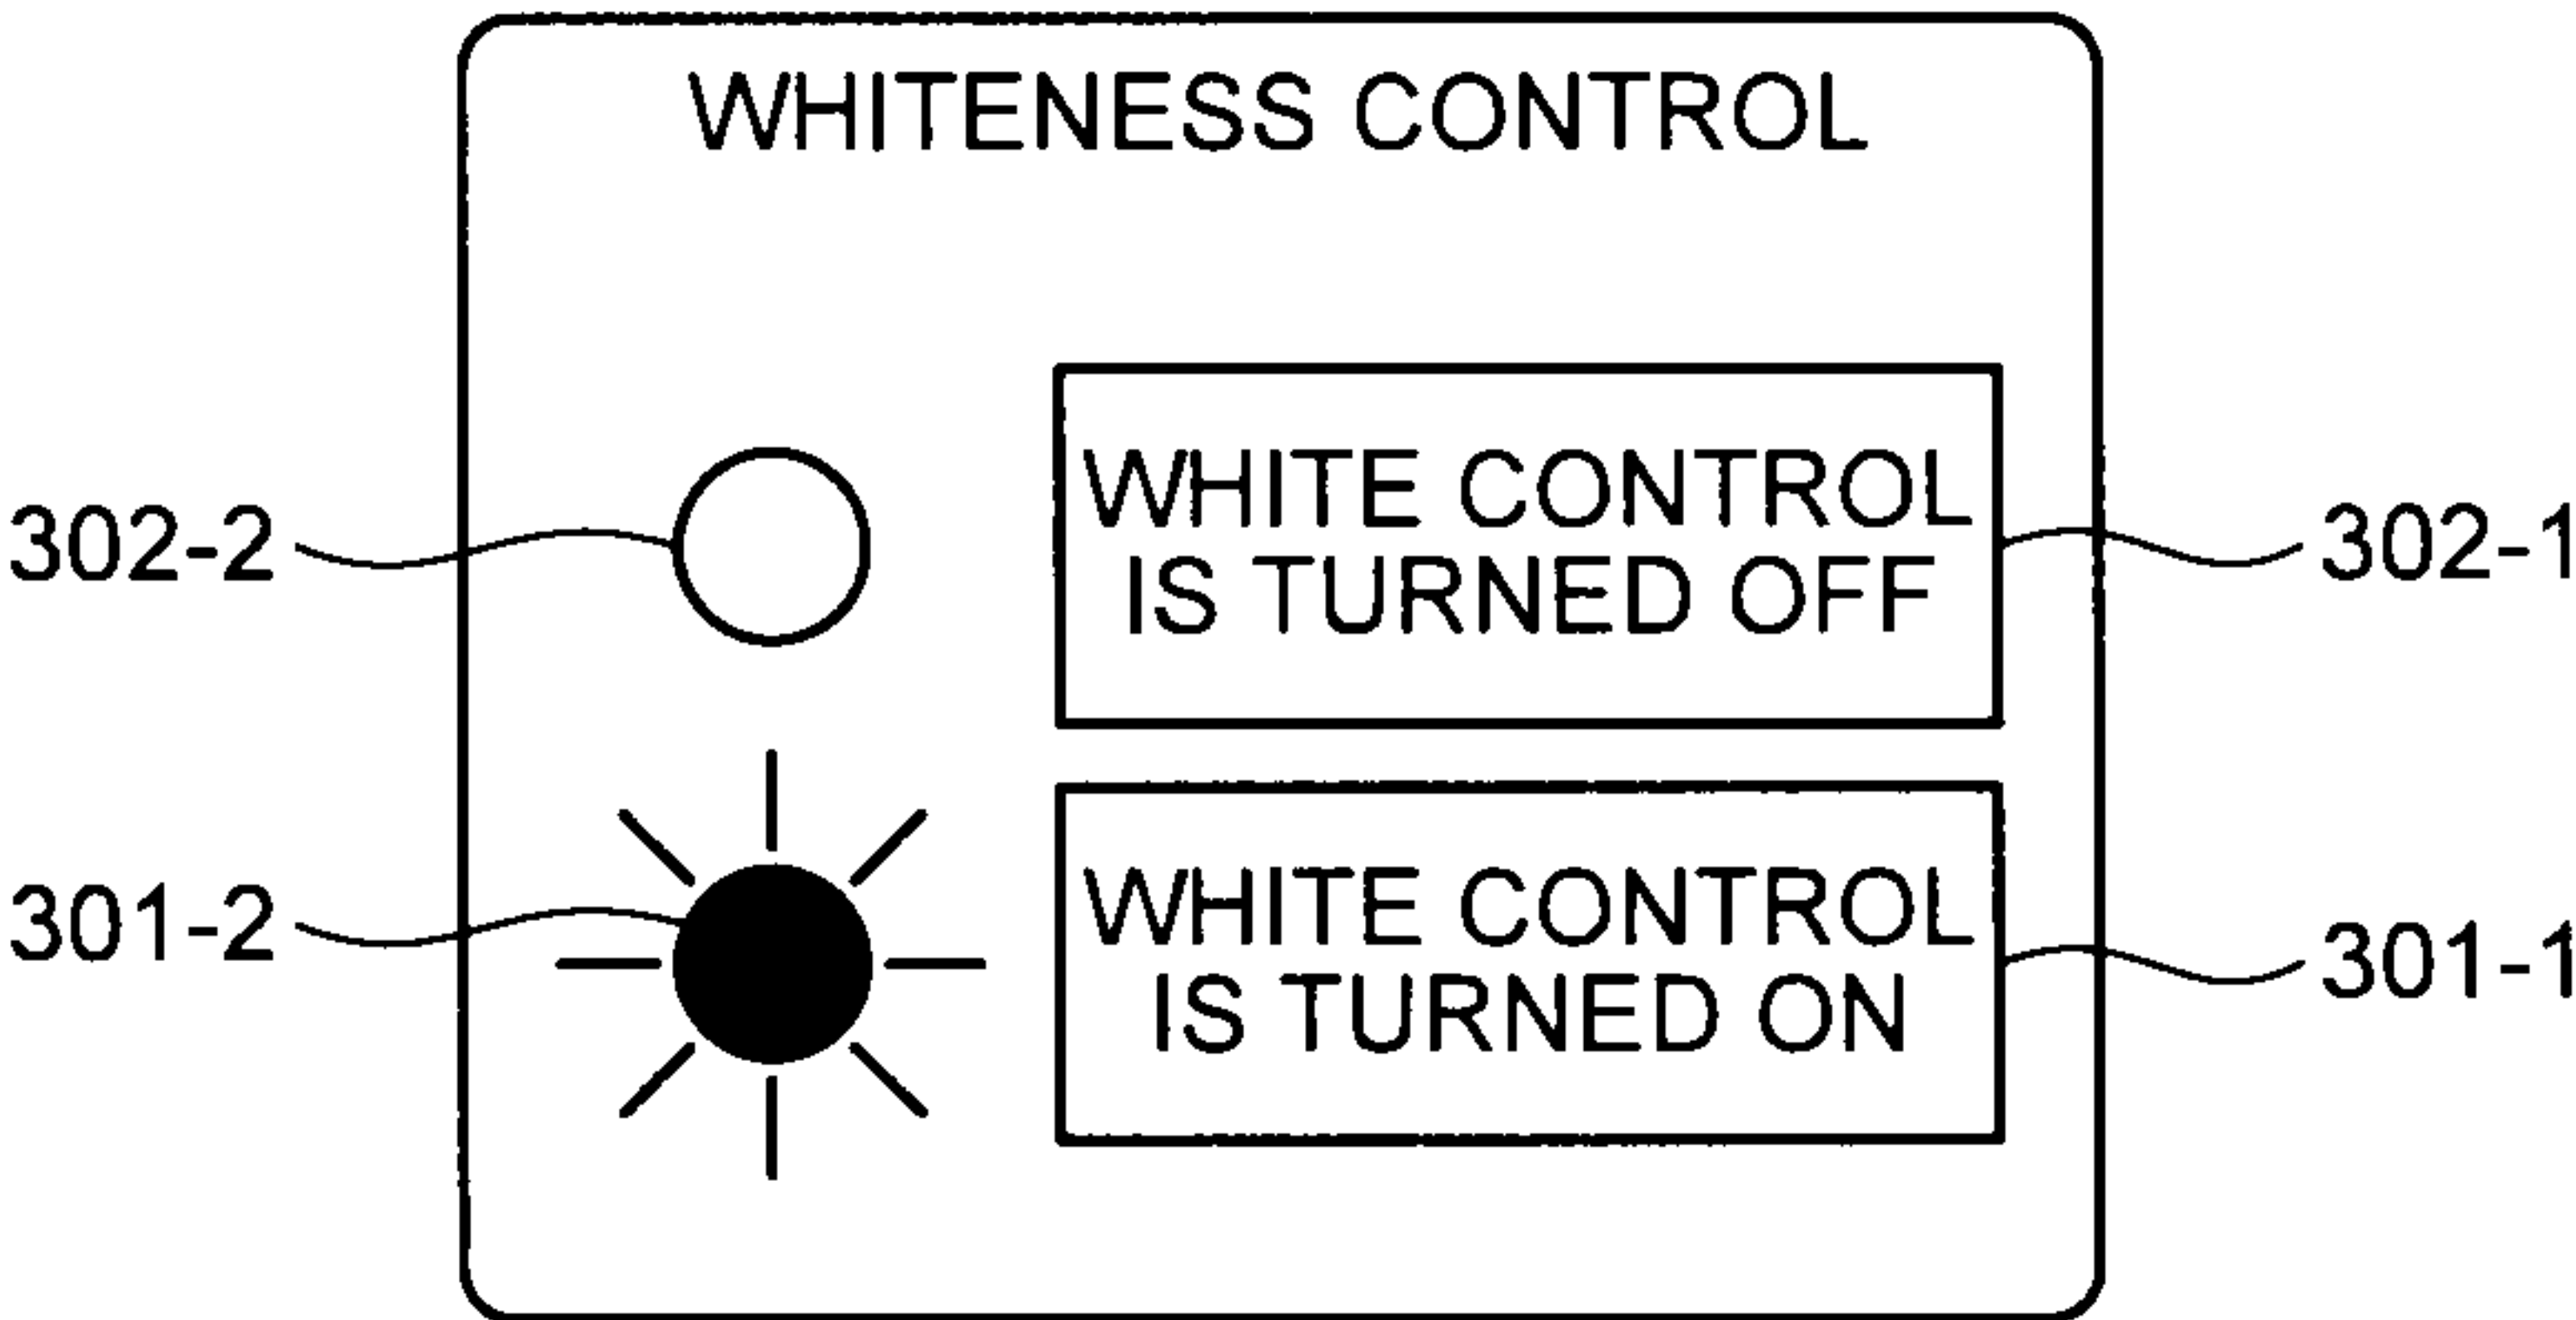 WHITENESS CONTROL
WHITE CONTROL
IS TURNED OFF
302-2
302-1
WHITE CONTROL
IS TURNED ON
301-2
301-1